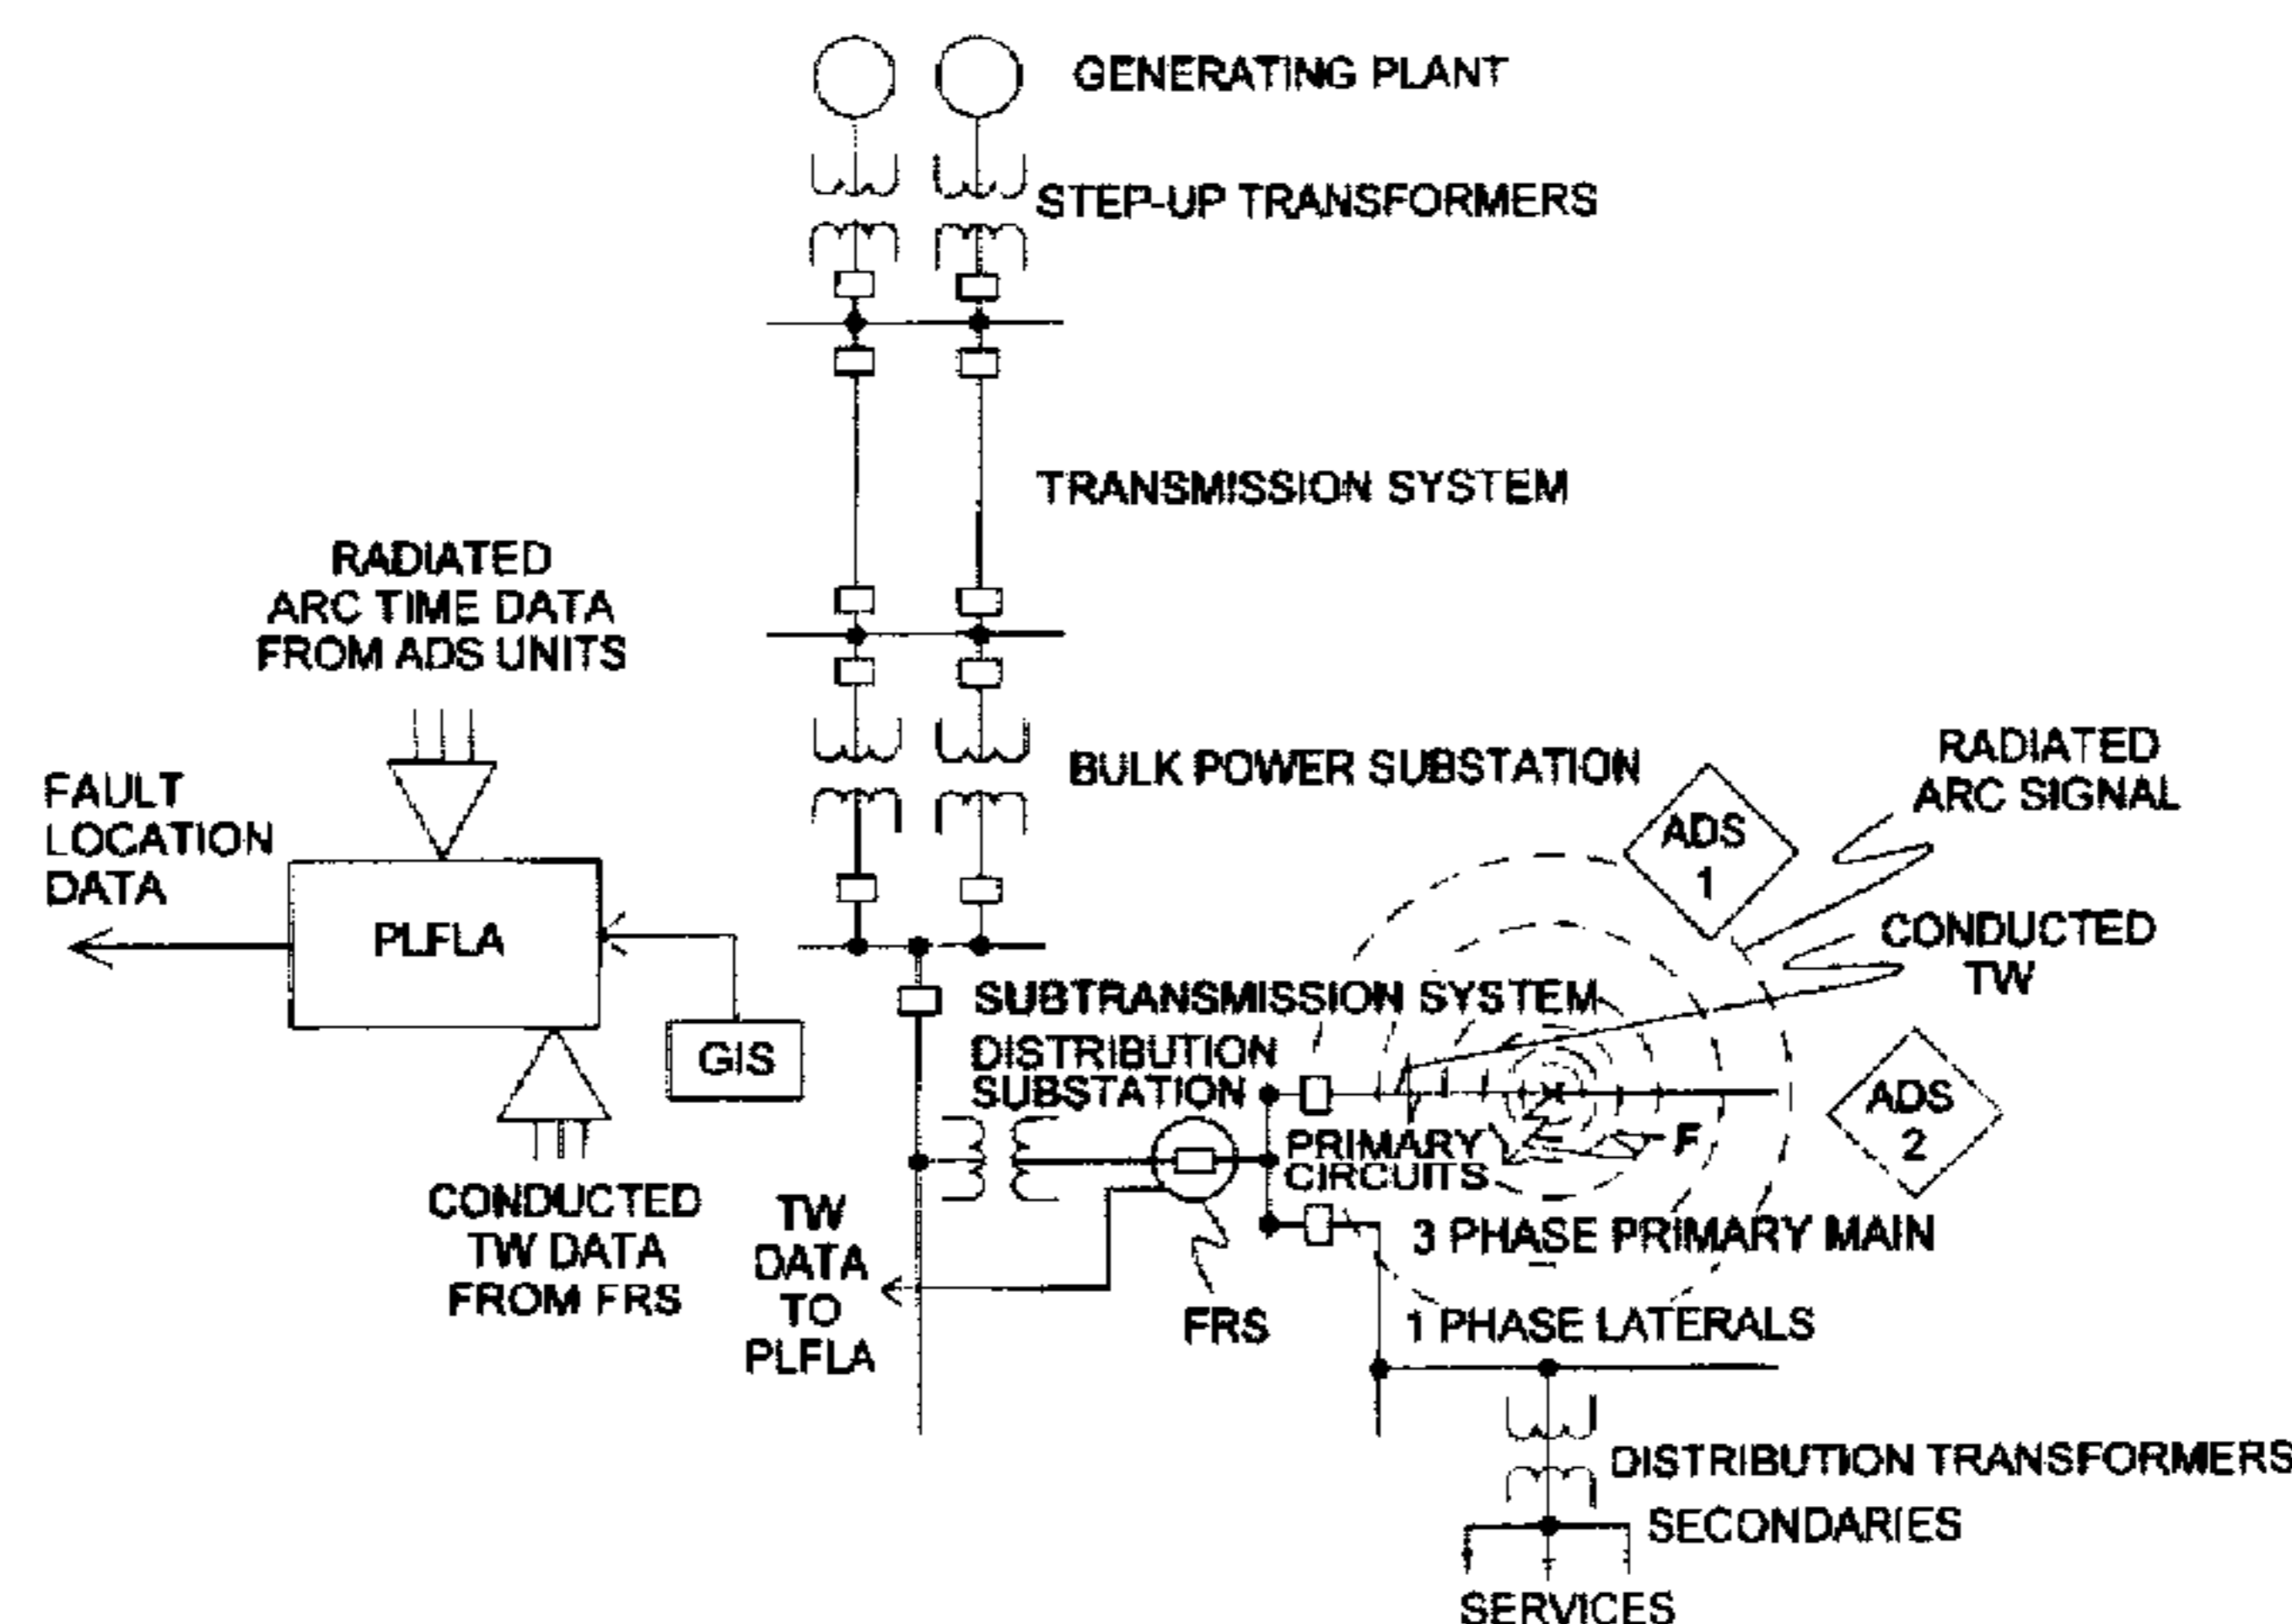 GENERATING PLANT
STEP-UP TRANSFORMERS
TRANSMISSION SYSTEM
RADIATED
ARC TIME DATA
FROM ADS UNITS
BULK POWER SUBSTATION
RADIATED
ARC SIGNAL
FAULT
LOCATION
DATA
ADS
1
PLFLA
CONDUCTED
TW
SUBTRANSMISSION SYSTEM
GIS
DISTRIBUTION
SUBSTATION
ADS
2
PRIMARY
CIRCUITS
F
CONDUCTED
TW DATA
FROM FRS
TW
DATA
TO
PLFLA
3 PHASE PRIMARY MAIN
FRS
1 PHASE LATERALS
DISTRIBUTION TRANSFORMERS
SECONDARIES
SERVICES